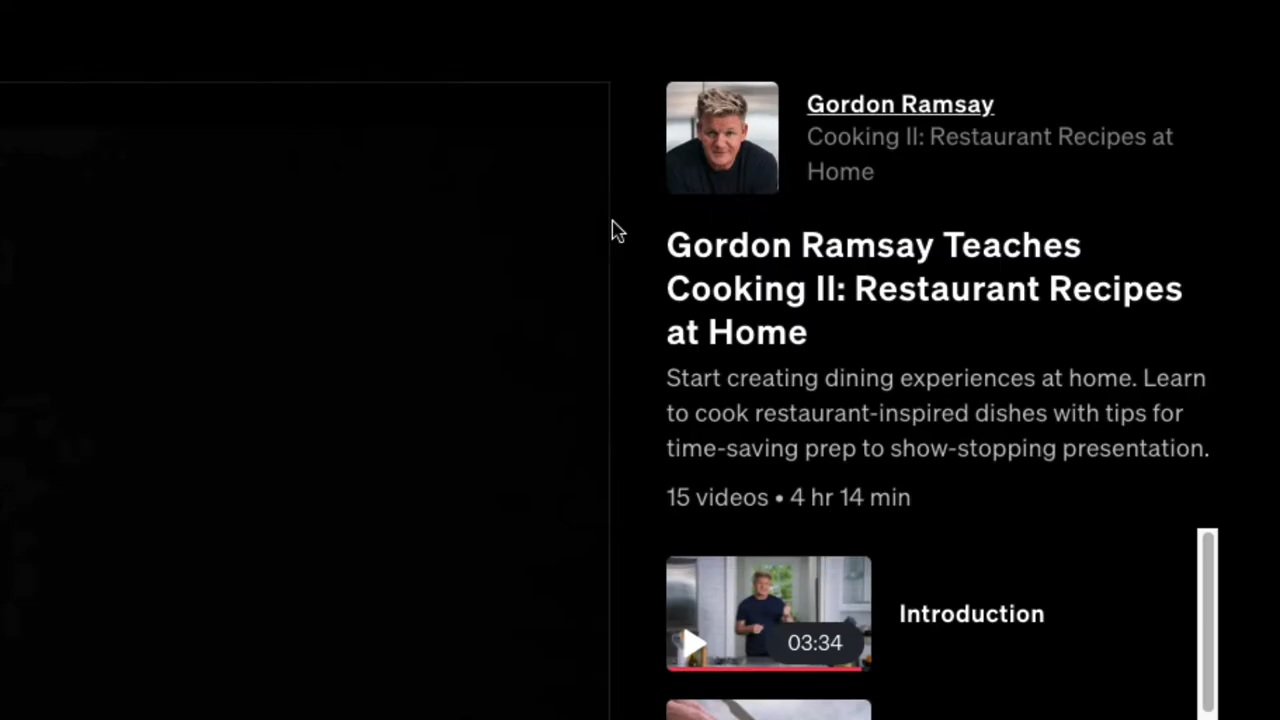 Gordon Ramsay
Cooking II: Restaurant Recipes at
Home
Gordon Ramsay Teaches
Cooking II: Restaurant Recipes
at Home
Start creating dining experiences at home. Learn
to cook restaurant-inspired dishes with tips for
time-saving prep to show-stopping presentation.
15 videos • 4 hr 14 min
03:34
Introduction